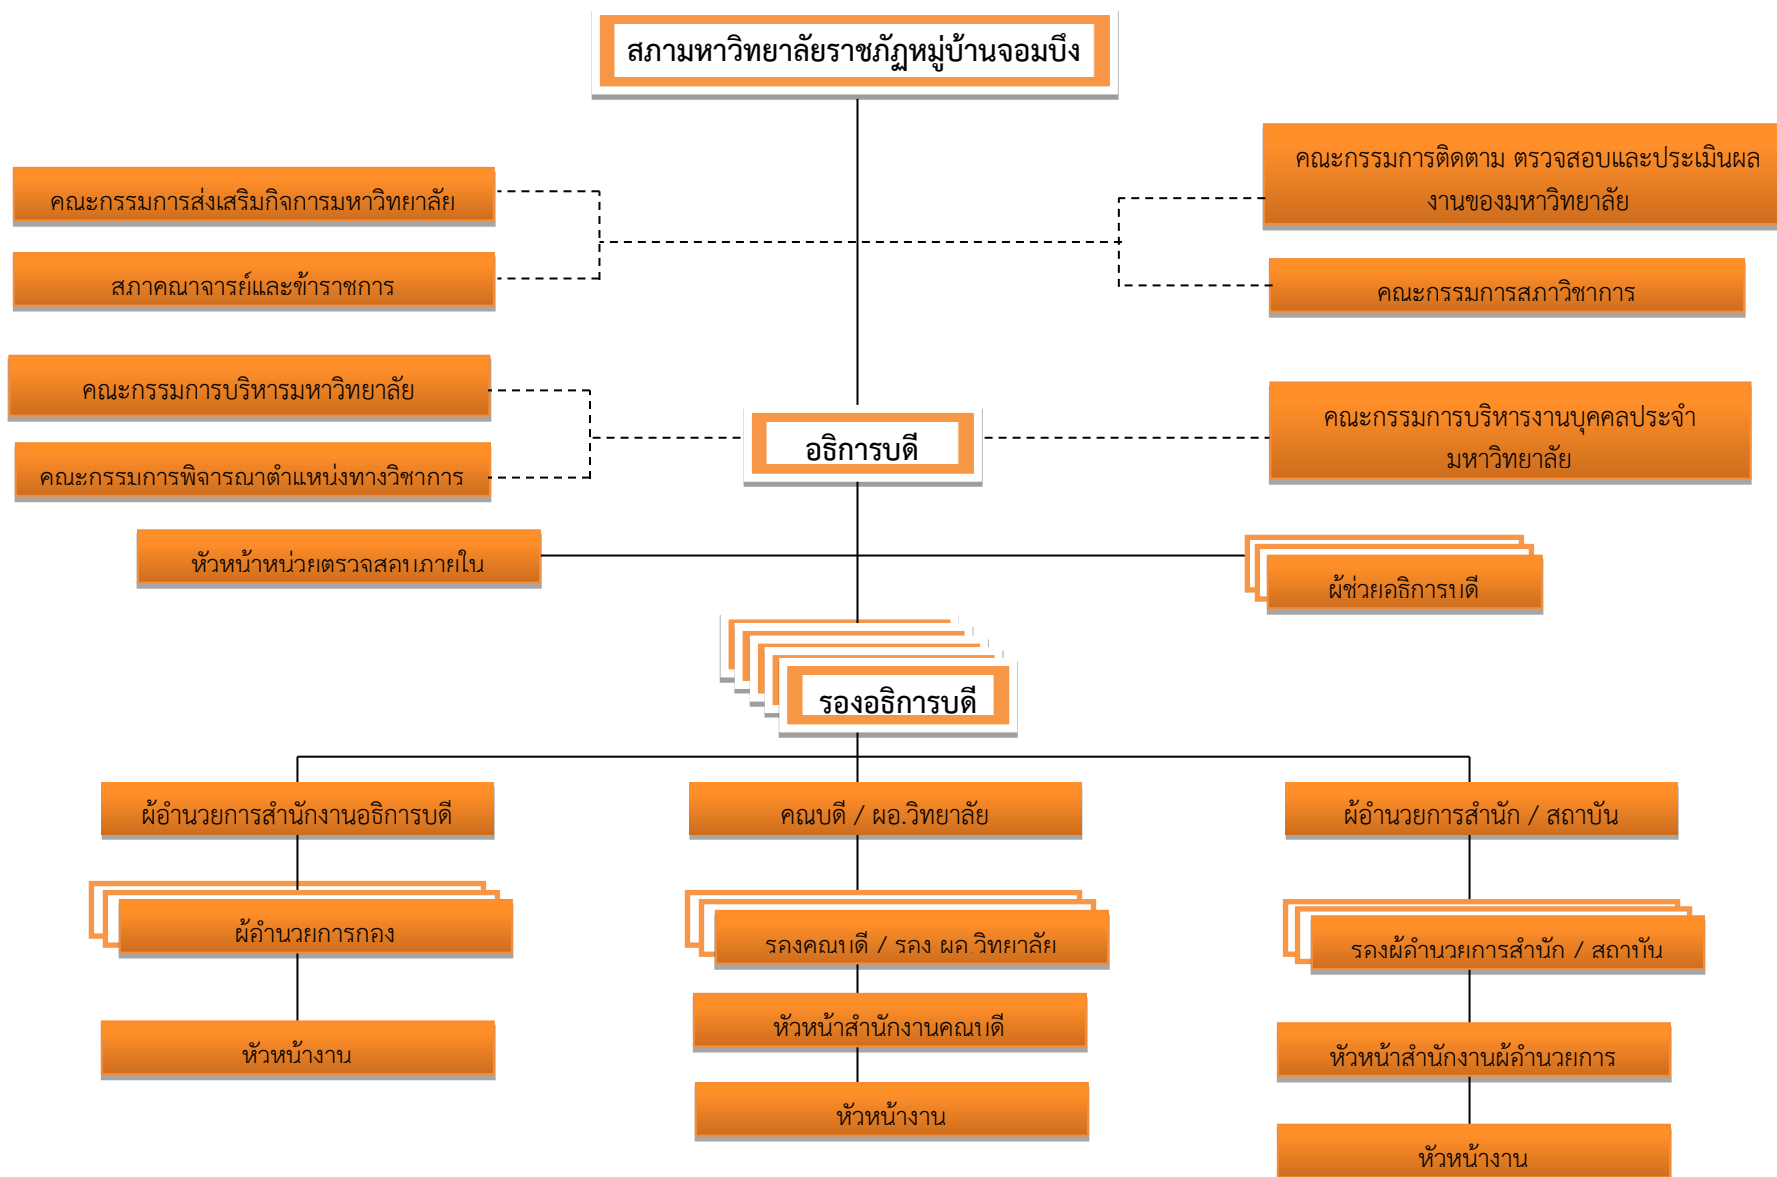 สภามหาวิทยาลัยราชภัฏหมู่บ้านจอมบึง
คณะกรรมการส่งเสริมกิจการมหาวิทยาลัย
คณะกรรมการติดตาม ตรวจสอบและประเมินผล
งานของมหาวิทยาลัย
สภาคณาจารย์และข้าราชการ
คณะกรรมการสภาวิชาการ
คณะกรรมการบริหารมหาวิทยาลัย
อธิการบดี
คณะกรรมการบริหารงานบุคคลประจำ
มหาวิทยาลัย
คณะกรรมการพิจารณาตำแหน่งทางวิชาการ
หัวหน้าหน่วยตรวจสอบภายใน
ผู้ช่วยอธิการบดี
รองอธิการบดี
ผู้อำนวยการสำนักงานอธิการบดี
คณบดี / ผอ.วิทยาลัย
ผู้อำนวยการสำนัก / สถาบัน
ผู้อำนวยการกอง
รองคณบดี / รอง ผอ.วิทยาลัย
รองผู้อำนวยการสำนัก / สถาบัน
หัวหน้างาน
หัวหน้าสำนักงานคณบดี
หัวหน้าสำนักงานผู้อำนวยการ
หัวหน้างาน
หัวหน้างาน